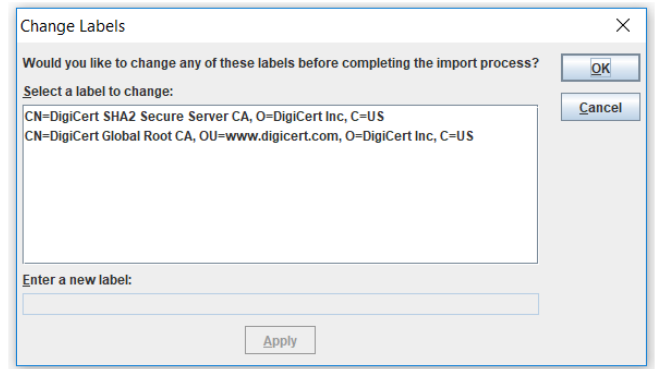 Change Labels
Would you like to change any of these labels before completing the import process?
OK
Select a label to change:
Cancel
CN=DigiCert SHA2 Secure Server CA, O=DigiCert Inc, C=US
CN=DigiCert Global Root CA, OU=www.digicert.com, O=DigiCert Inc, C=US
Enter a new label:
Apply